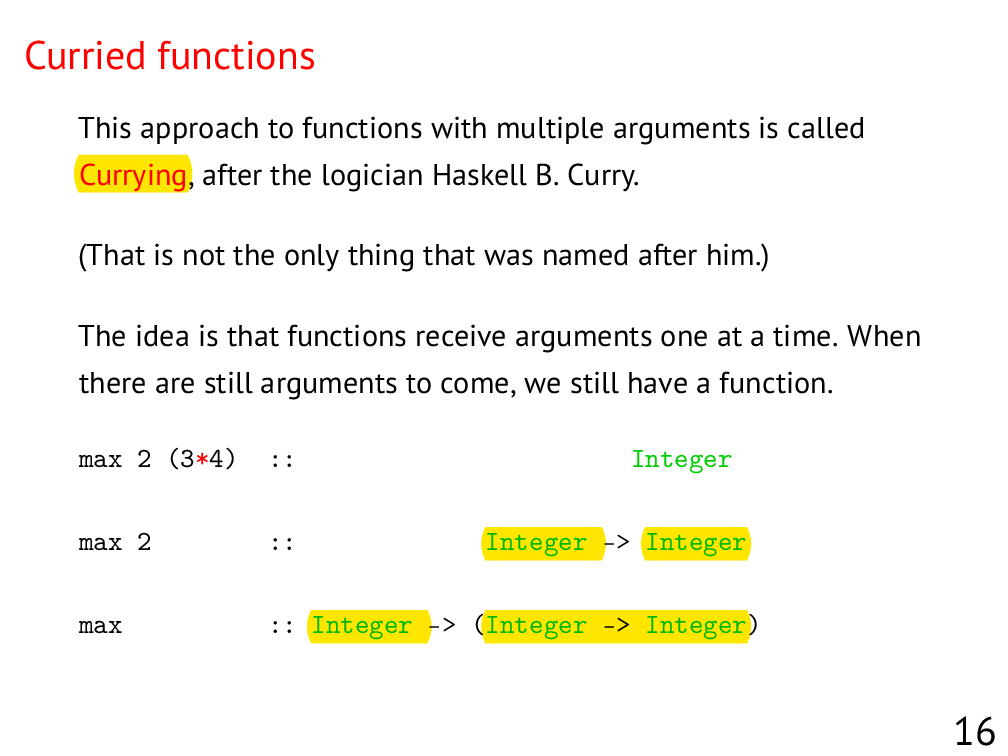 Curried functions
This approach to functions with multiple arguments is called
Currying, after the logician Haskell B. Curry.
(That is not the only thing that was named after him.)
The idea is that functions receive arguments one at a time. When
there are still arguments to come, we still have a function.
max 2 (3*4) :: Integer
max 2 :: Integer -> Integer
max :: Integer -> (Integer -> Integer)
16